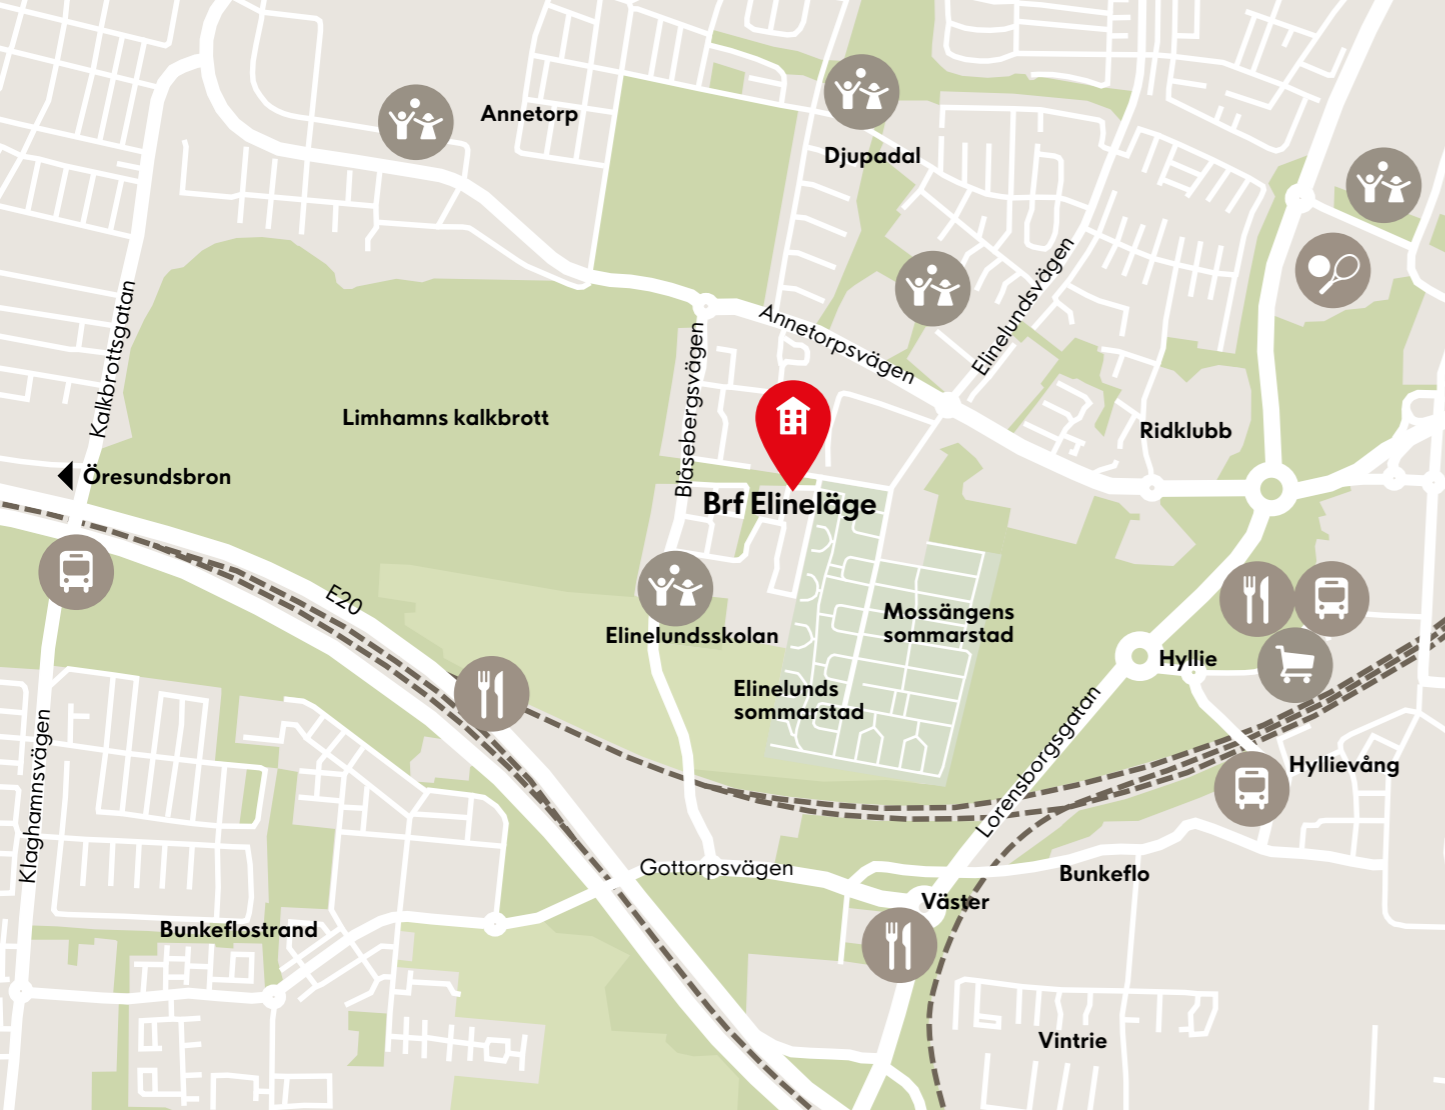 Annetorp
Djupadal
Kalkbrottsgatan
Elinelundsvägen
Annetorpsvägen
Blåsebergsvägen
Limhamns kalkbrott
Ridklubb
Öresundsbron
Brf Elineläge
E20
Elinelundsskolan
Mossängens
sommarstad
Hyllie
Elinelunds
sommarstad
Lorensborgsgatan
Klaghamnsvägen
Hyllievång
Gottorpsvägen
Bunkeflo
Väster
Bunkeflostrand
Vintrie